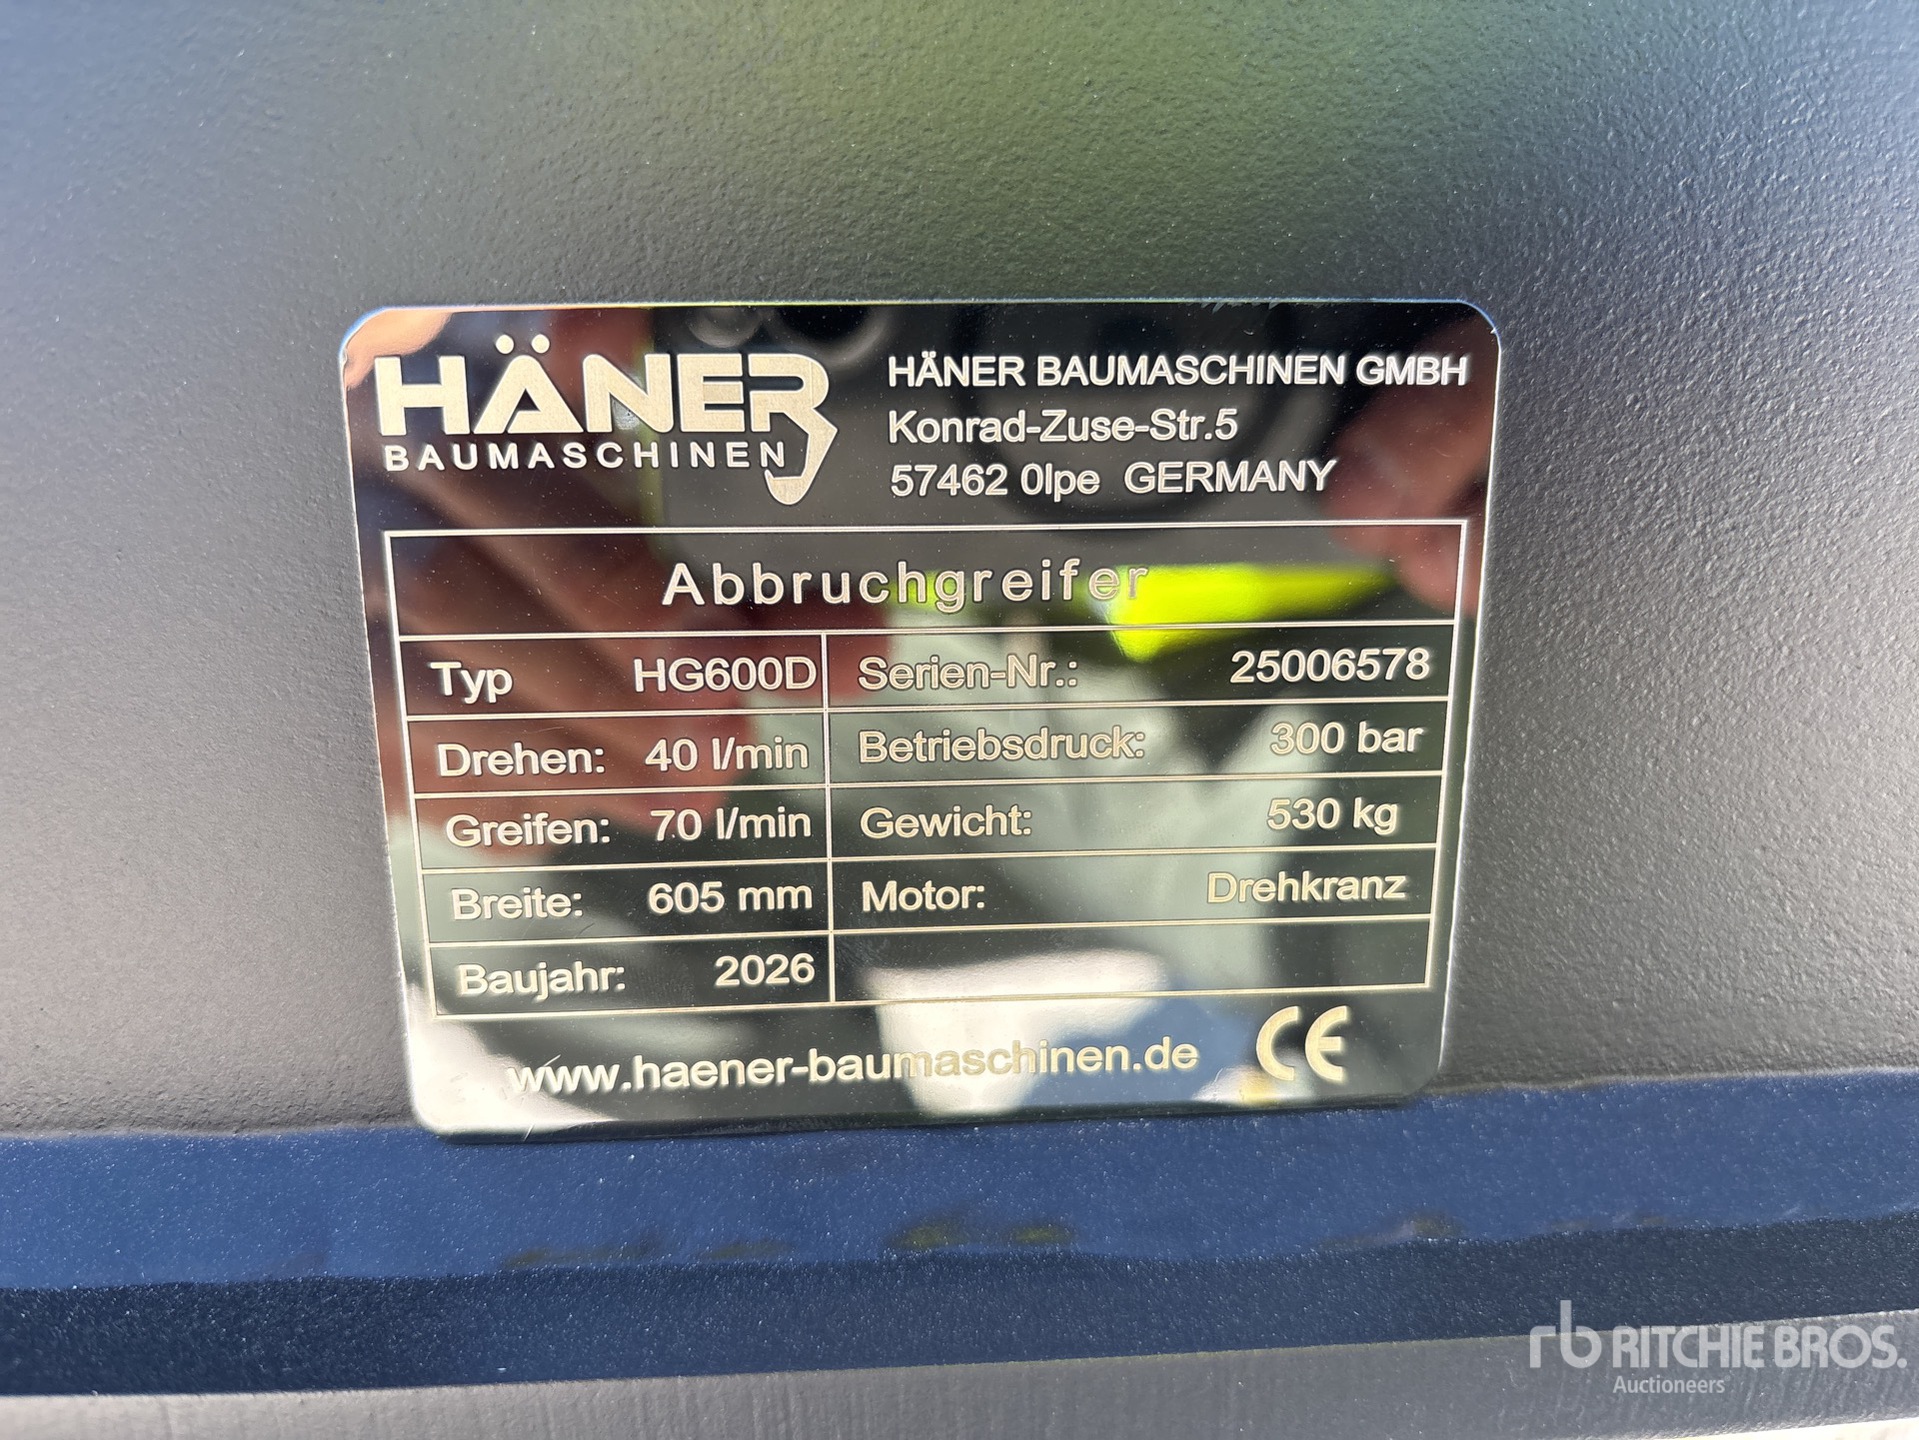 HÄNER
BAUMASCHINEN
HÄNER BAUMASCHINEN GMBH
Konrad-Zuse-Str.5
57462 Olpe GERMANY
Abbruchgreifer
Typ HG600D Serien-Nr.: 25006578
Drehen: 40 l/min Betriebsdruck: 300 bar
Greifen: 70 l/min Gewicht: 530 kg
Breite: 605 mm Motor: Drehkranz
Baujahr: 2026
www.haener-baumaschinen.de CE
rb RITCHIE BROS.
Auctioneers